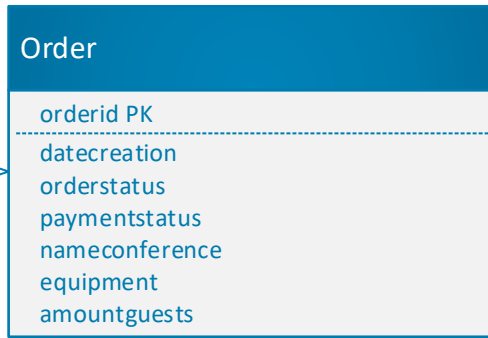 Order
orderid PK
datecreation
orderstatus
paymentstatus
nameconference
equipment
amountguests